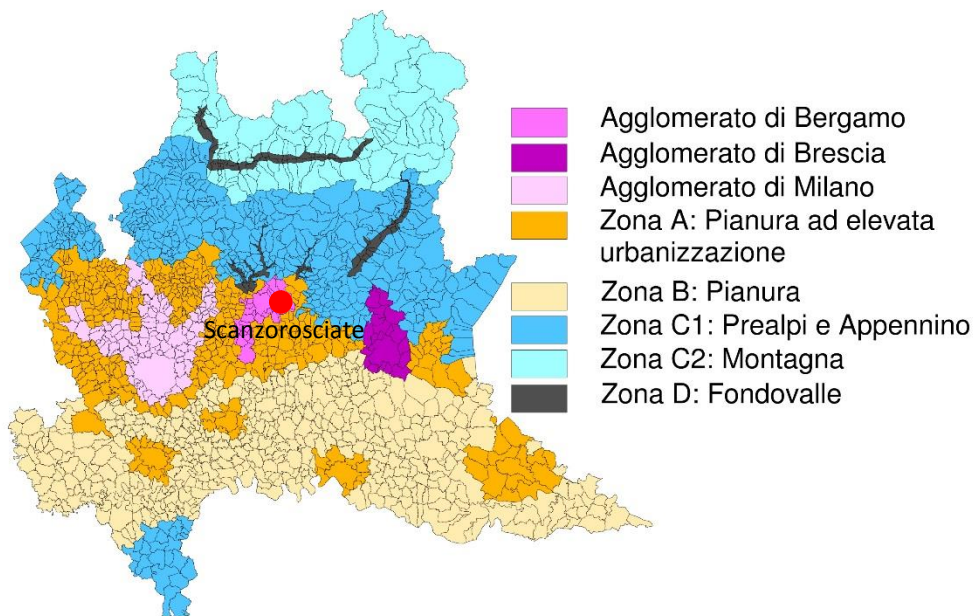 Agglomerato di Bergamo
Agglomerato di Brescia
Agglomerato di Milano
Zona A: Pianura ad elevata
urbanizzazione
Zona B: Pianura
Zona C1: Prealpi e Appennino
Zona C2: Montagna
Zona D: Fondovalle
Scanzorosciate